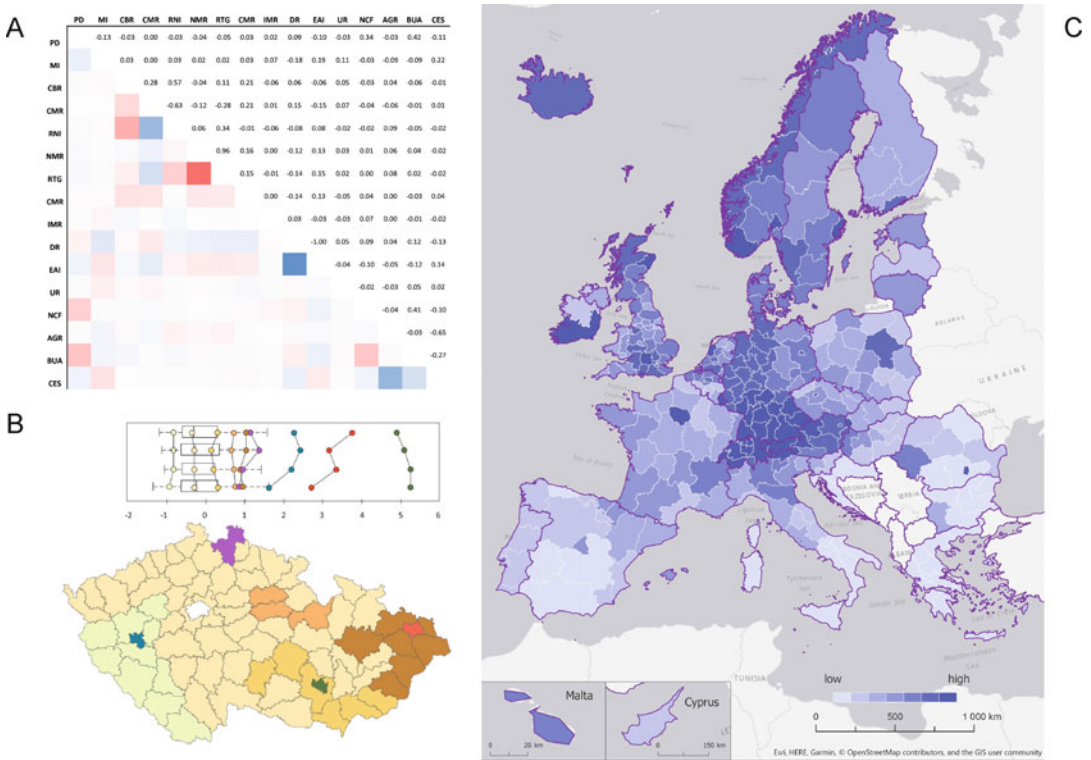 A
PD MI CBR CMR RNI NMR RTG CMR IMR DR EAI UR NCF AGR BUA CES
PD -0.13 -0.03 0.00 -0.03 -0.04 -0.05 0.03 0.02 0.09 -0.10 -0.03 0.34 -0.03 0.42 -0.11
MI 0.03 0.00 0.03 0.02 0.02 0.03 0.07 -0.18 0.19 0.11 -0.03 -0.09 -0.09 0.22
CBR 0.28 0.57 -0.04 0.11 0.21 -0.06 0.06 -0.06 0.05 0.03 0.04 -0.06 -0.01
CMR -0.63 -0.12 -0.28 0.21 0.01 0.15 -0.15 0.07 -0.04 -0.06 -0.01 0.01
RNI 0.06 0.34 -0.01 -0.06 -0.08 0.08 -0.02 -0.02 0.09 -0.05 -0.02
NMR 0.96 0.16 0.00 -0.12 0.13 0.03 0.01 0.06 0.04 -0.02
RTG 0.15 -0.01 -0.14 0.15 0.02 0.00 0.08 0.02 -0.02
CMR 0.00 -0.14 0.13 -0.05 0.04 0.00 -0.03 0.04
IMR 0.03 -0.03 -0.03 0.07 0.00 -0.01 -0.02
DR -1.00 0.05 0.09 0.04 0.12 -0.13
EAI -0.04 -0.10 -0.05 -0.12 0.14
UR -0.02 -0.03 0.05 0.02
NCF -0.04 0.41 -0.10
AGR -0.03 -0.65
BUA -0.27
CES
B
-2 -1 0 1 2 3 4 5 6
C
BELARUS
UKRAINE
SERBIA
Tyrrhenian
Sea
Mediterranean
Sea
TUNISIA
Malta
20 km
Cyprus
0 150 km
low high
0 500 1 000 km
Esri, HERE, Garmin, © OpenStreetMap contributors, and the GIS user community